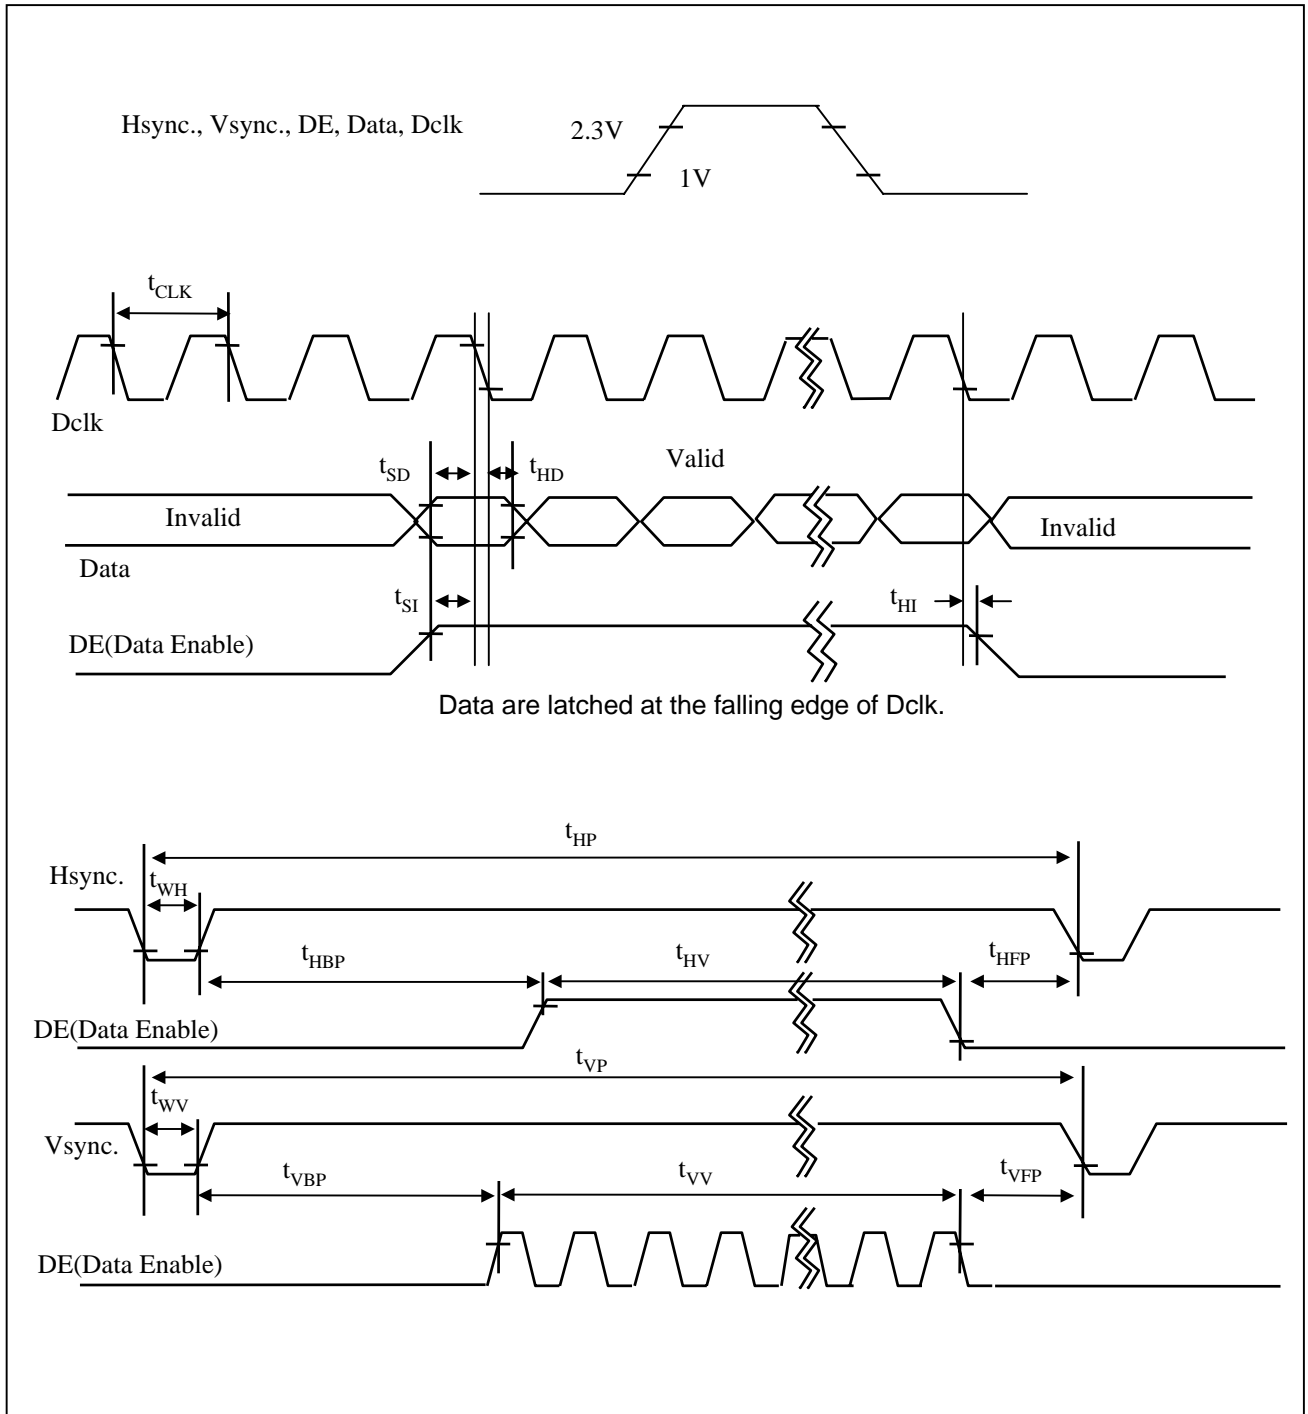 Hsync., Vsync., DE, Data, Dclk
2.3V
1V
tCLK
Dclk
tSD
tHD
Valid
Invalid
Invalid
Data
tSI
tHI
DE(Data Enable)
Data are latched at the falling edge of Dclk.
tHP
Hsync.
tWH
tHBP
tHV
tHFP
DE(Data Enable)
tVP
tWV
Vsync.
tVBP
tVV
tVFP
DE(Data Enable)